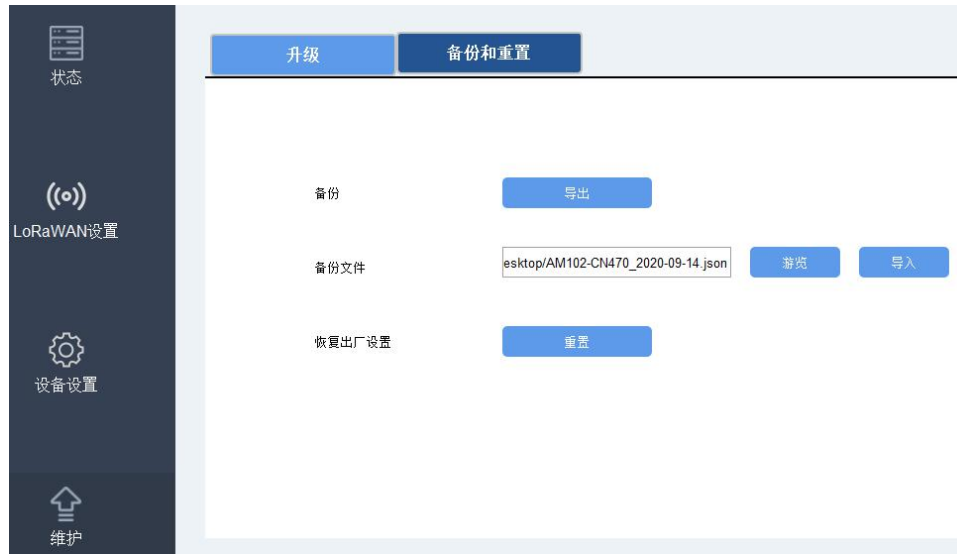 状态
LoRaWAN设置
设备设置
维护
升级 备份和重置
备份 导出
备份文件 esktop/AM102-CN470_2020-09-14.json 游览 导入
恢复出厂设置 重置